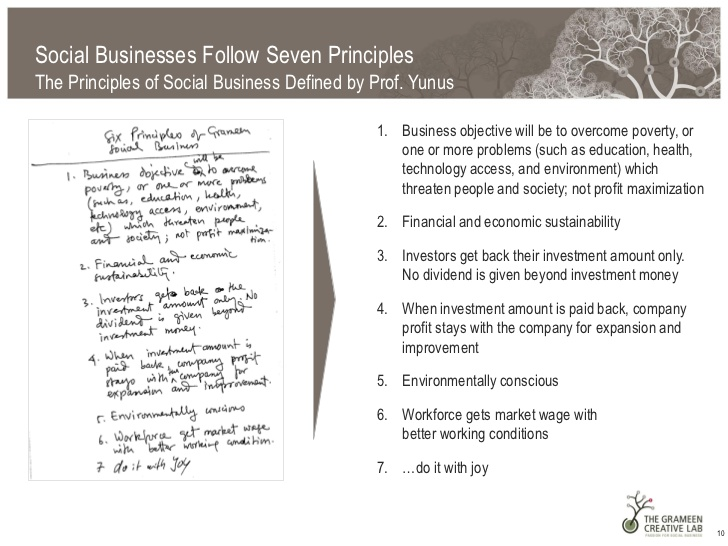 Social Businesses Follow Seven Principles
The Principles of Social Business Defined by Prof. Yunus
Six Principles of Grameen
Social Business
1. Business objective will be to overcome
poverty, or one or more problems
(such as, education, health,
technology access, environment,
etc) which threaten people
and society; not profit maximiza-
tion.
2. Financial and economic
sustainability.
3. Investors get back the
investment amount only. No
dividend is given beyond
investment money.
4. When investment amount is
paid back, company profit
stays with the company for
expansion and improvement.
5. Environmentally conscious
6. Workforce get market wage
with better working condition.
7 do it with joy
1. Business objective will be to overcome poverty, or
one or more problems (such as education, health,
technology access, and environment) which
threaten people and society; not profit maximization
2. Financial and economic sustainability
3. Investors get back their investment amount only.
No dividend is given beyond investment money
4. When investment amount is paid back, company
profit stays with the company for expansion and
improvement
5. Environmentally conscious
6. Workforce gets market wage with
better working conditions
7. …do it with joy
THE GRAMEEN
CREATIVE LAB
PASSION FOR SOCIAL BUSINESS
10